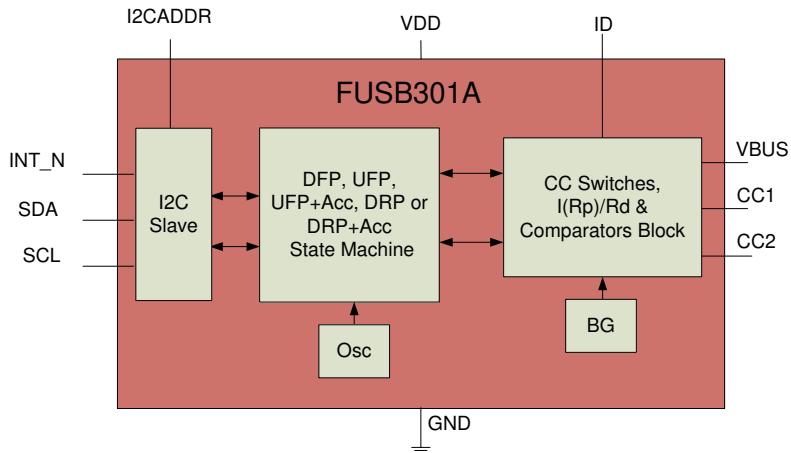 I2CADDR
VDD
ID
FUSB301A
INT_N
SDA
SCL
I2C
Slave
DFP, UFP,
UFP+Acc, DRP or
DRP+Acc
State Machine
CC Switches,
I(Rp)/Rd &
Comparators Block
VBUS
CC1
CC2
Osc
BG
GND